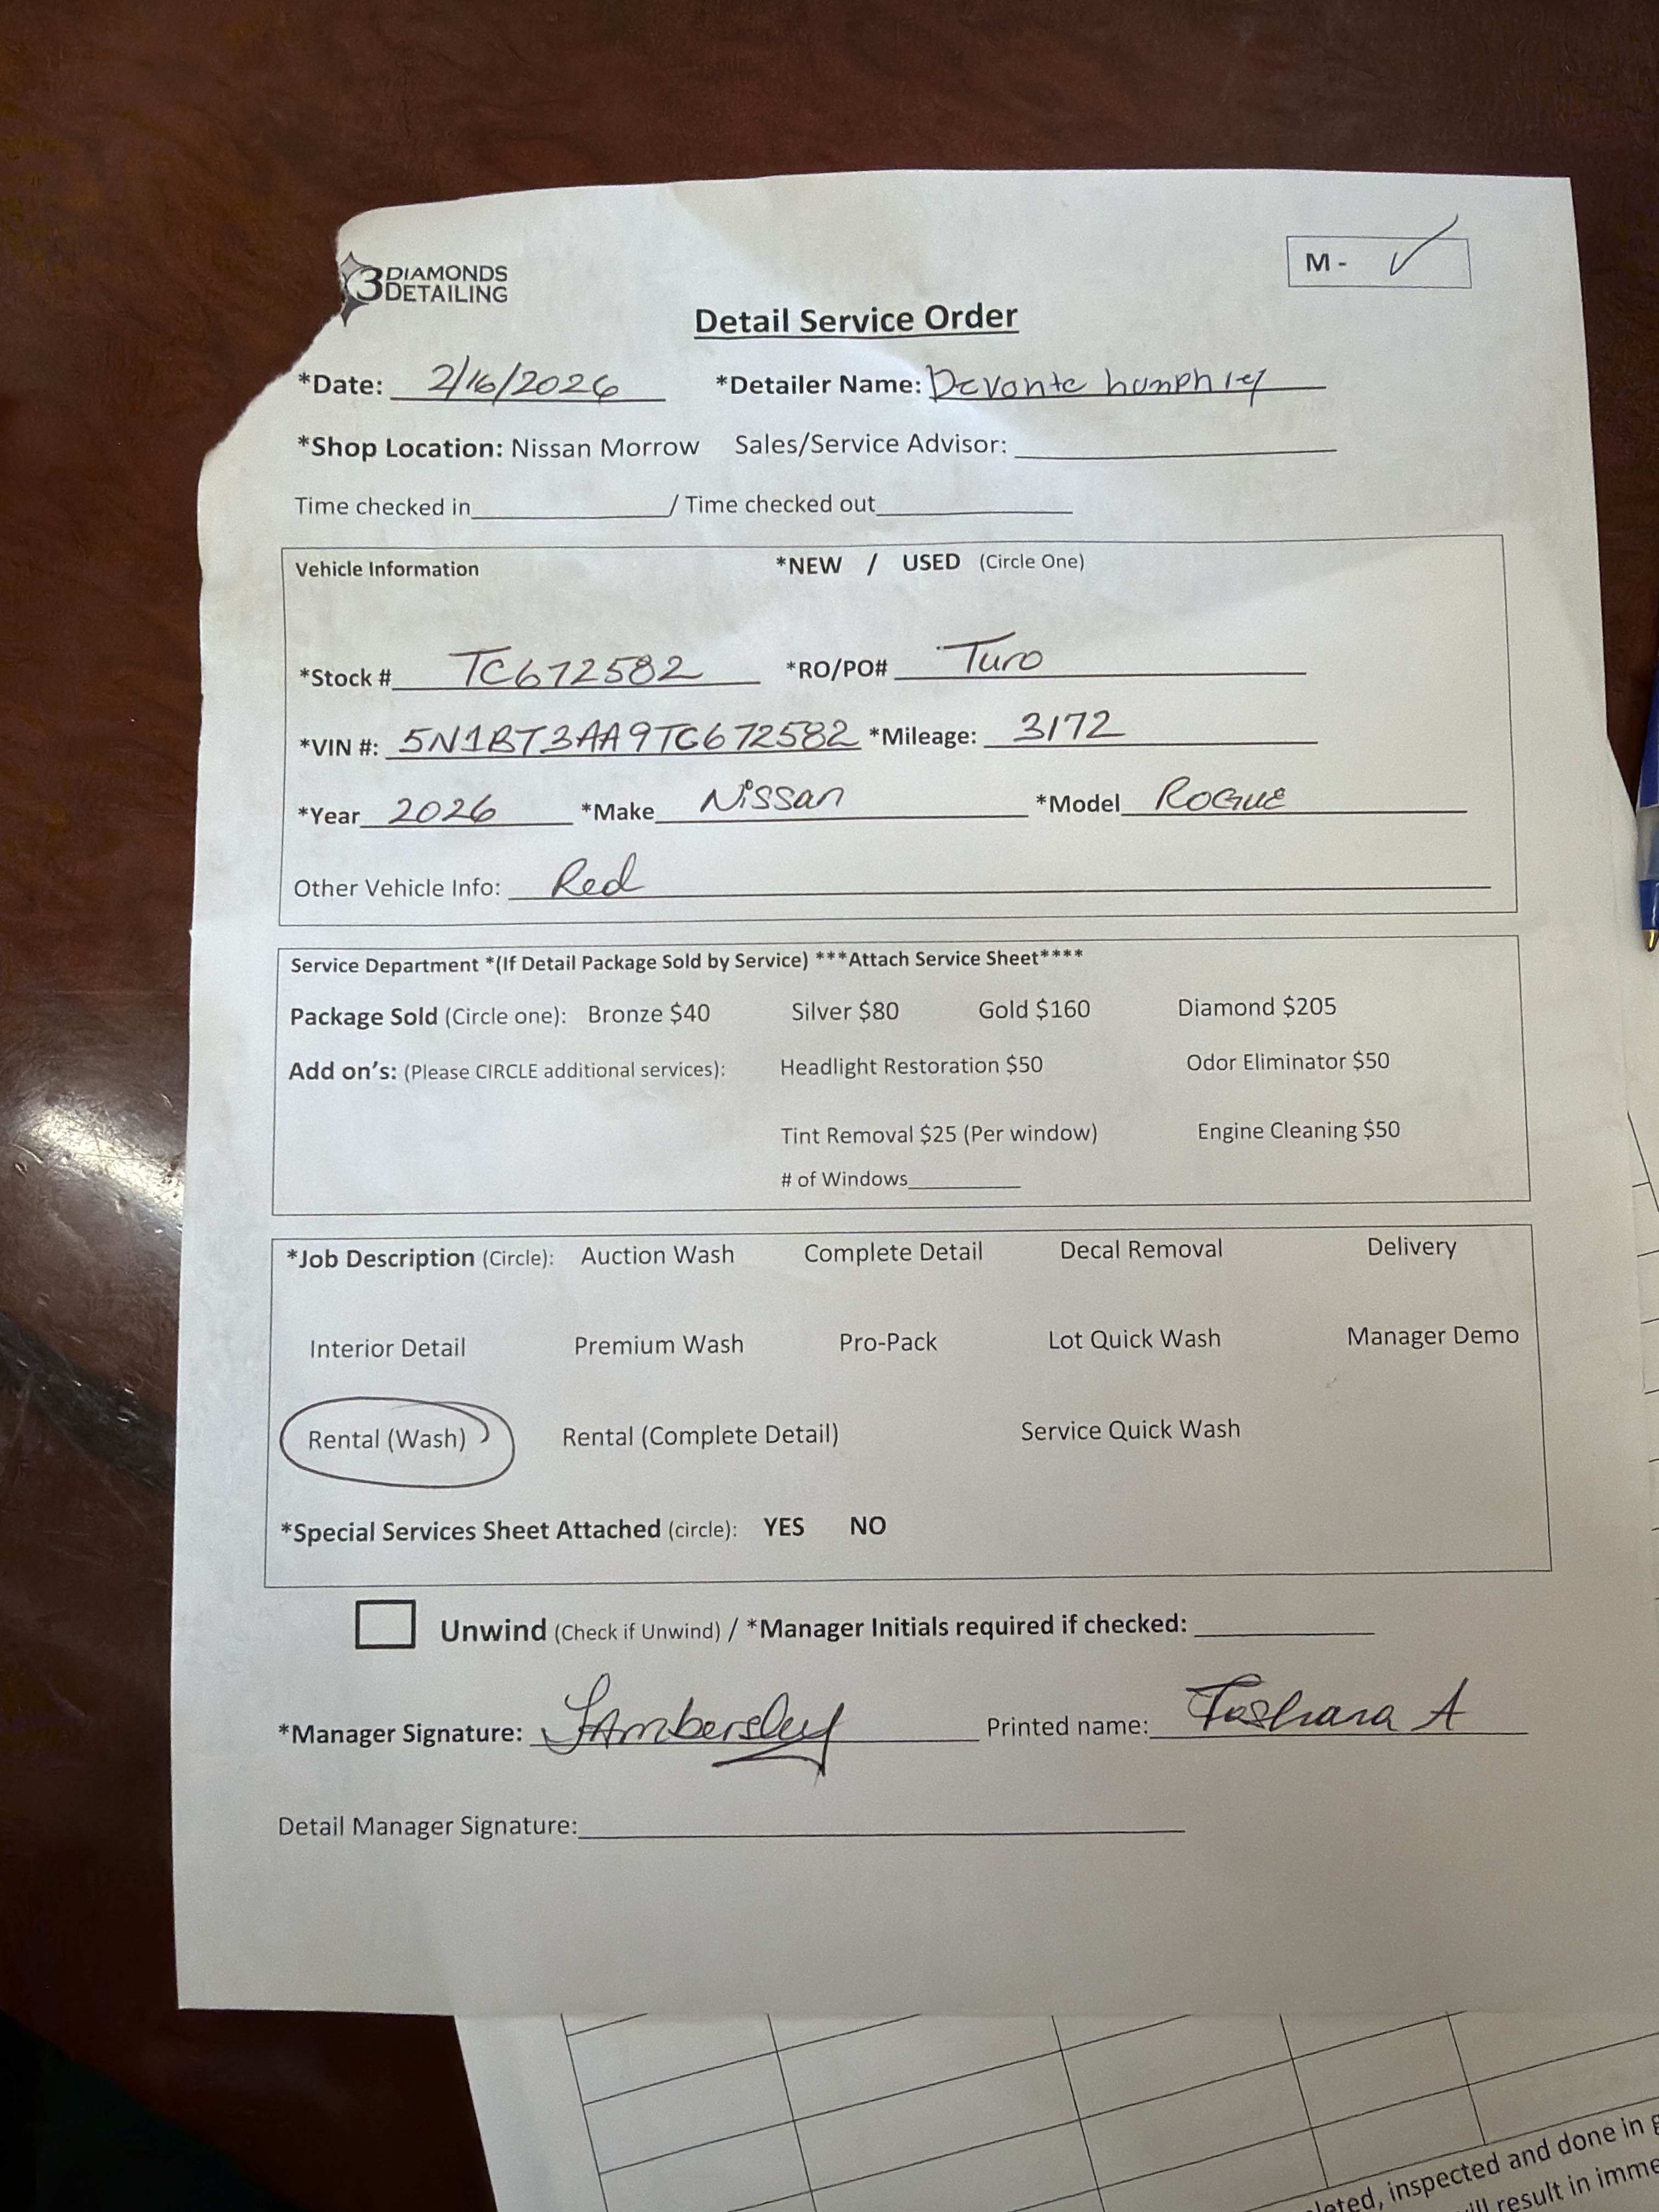 3 DIAMONDS
DETAILING
M - ✓
Detail Service Order
*Date: 2/16/2026 *Detailer Name: Devonte humphrey
*Shop Location: Nissan Morrow Sales/Service Advisor:
Time checked in / Time checked out
Vehicle Information *NEW / USED (Circle One)
*Stock # TC672582 *RO/PO# Turo
*VIN #: 5N1BT3AA9TC672582 *Mileage: 3172
*Year 2026 *Make Nissan *Model ROGUE
Other Vehicle Info: Red
Service Department *(If Detail Package Sold by Service) ***Attach Service Sheet****
Package Sold (Circle one): Bronze $40 Silver $80 Gold $160 Diamond $205
Add on's: (Please CIRCLE additional services): Headlight Restoration $50 Odor Eliminator $50
Tint Removal $25 (Per window) Engine Cleaning $50
# of Windows
*Job Description (Circle): Auction Wash Complete Detail Decal Removal Delivery
Interior Detail Premium Wash Pro-Pack Lot Quick Wash Manager Demo
Rental (Wash) Rental (Complete Detail) Service Quick Wash
*Special Services Sheet Attached (circle): YES NO
Unwind (Check if Unwind) / *Manager Initials required if checked:
*Manager Signature: TAmbersley Printed name: Tashana A
Detail Manager Signature:
inspected and done in
result in